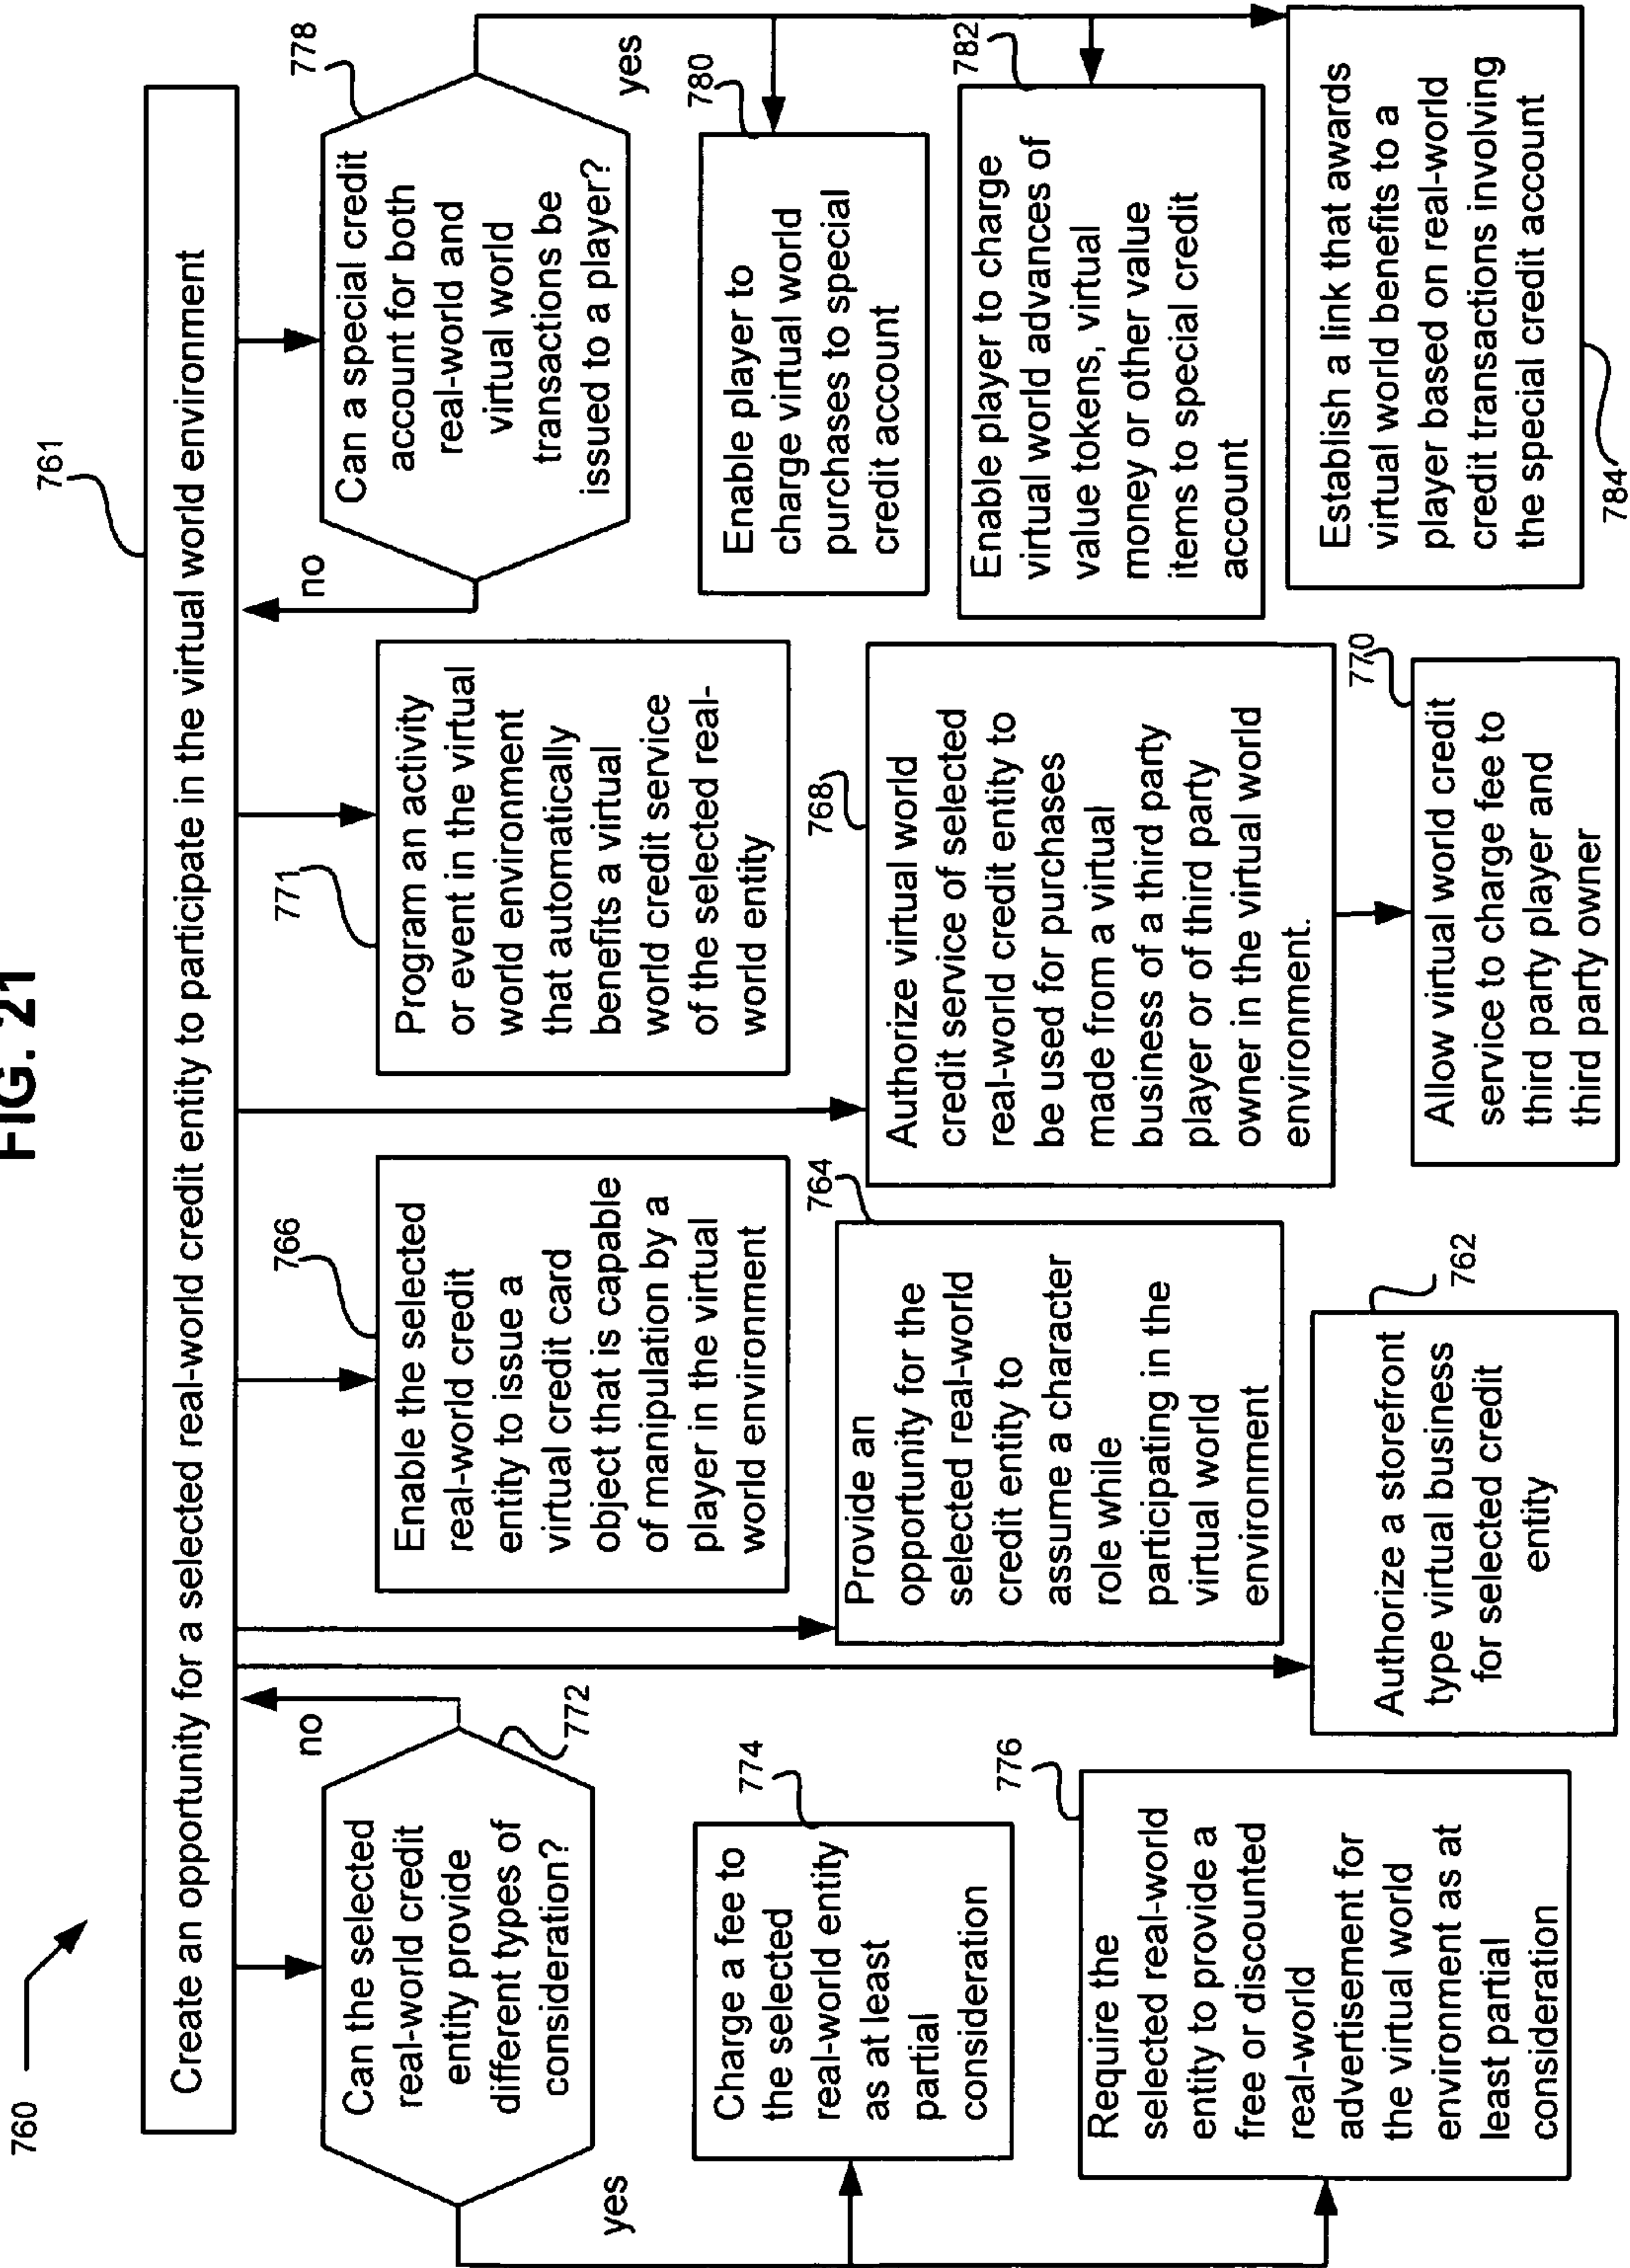 FIG. 21
760
761
Create an opportunity for a selected real-world credit entity to participate in the virtual world environment
Can the selected
real-world credit
entity provide
different types of
consideration?
772
no
yes
774
Charge a fee to
the selected
real-world entity
as at least
partial
consideration
776
Require the
selected real-world
entity to provide a
free or discounted
real-world
advertisement for
the virtual world
environment as at
least partial
consideration
766
Enable the selected
real-world credit
entity to issue a
virtual credit card
object that is capable
of manipulation by a
player in the virtual
world environment
764
Provide an
opportunity for the
selected real-world
credit entity to
assume a character
role while
participating in the
virtual world
environment
762
Authorize a storefront
type virtual business
for selected credit
entity
771
Program an activity
or event in the virtual
world environment
that automatically
benefits a virtual
world credit service
of the selected real-
world entity
768
Authorize virtual world
credit service of selected
real-world credit entity to
be used for purchases
made from a virtual
business of a third party
player or of third party
owner in the virtual world
environment.
770
Allow virtual world credit
service to charge fee to
third party player and
third party owner
778
Can a special credit
account for both
real-world and
virtual world
transactions be
issued to a player?
no
yes
780
Enable player to
charge virtual world
purchases to special
credit account
782
Enable player to charge
virtual world advances of
value tokens, virtual
money or other value
items to special credit
account
Establish a link that awards
virtual world benefits to a
player based on real-world
credit transactions involving
the special credit account
784